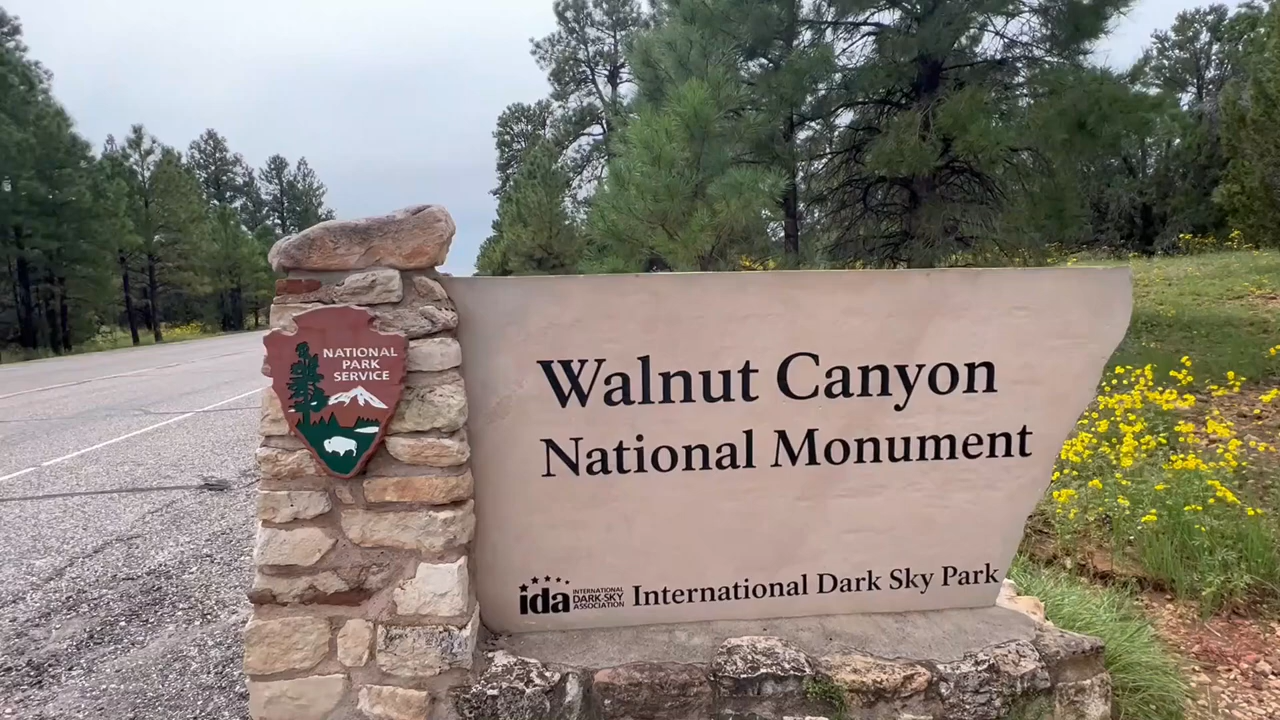 NATIONAL
PARK
SERVICE
Walnut Canyon
National Monument
ida
INTERNATIONAL
DARK-SKY
ASSOCIATION
International Dark Sky Park